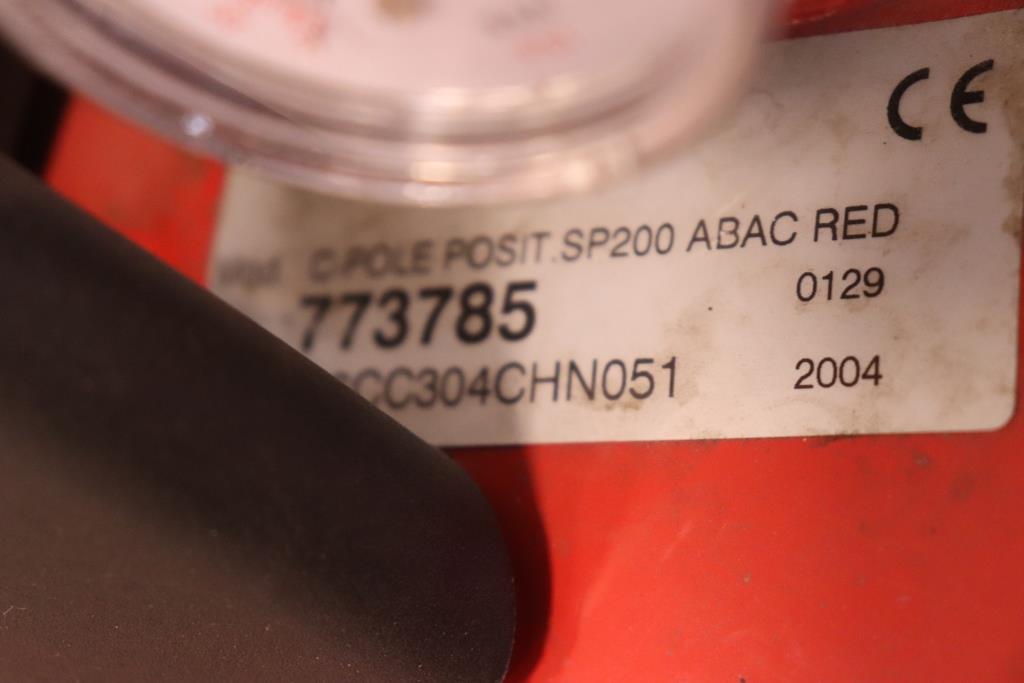 CE
C-POLE POSIT.SP200 ABAC RED
773785 0129
CC304CHN051 2004